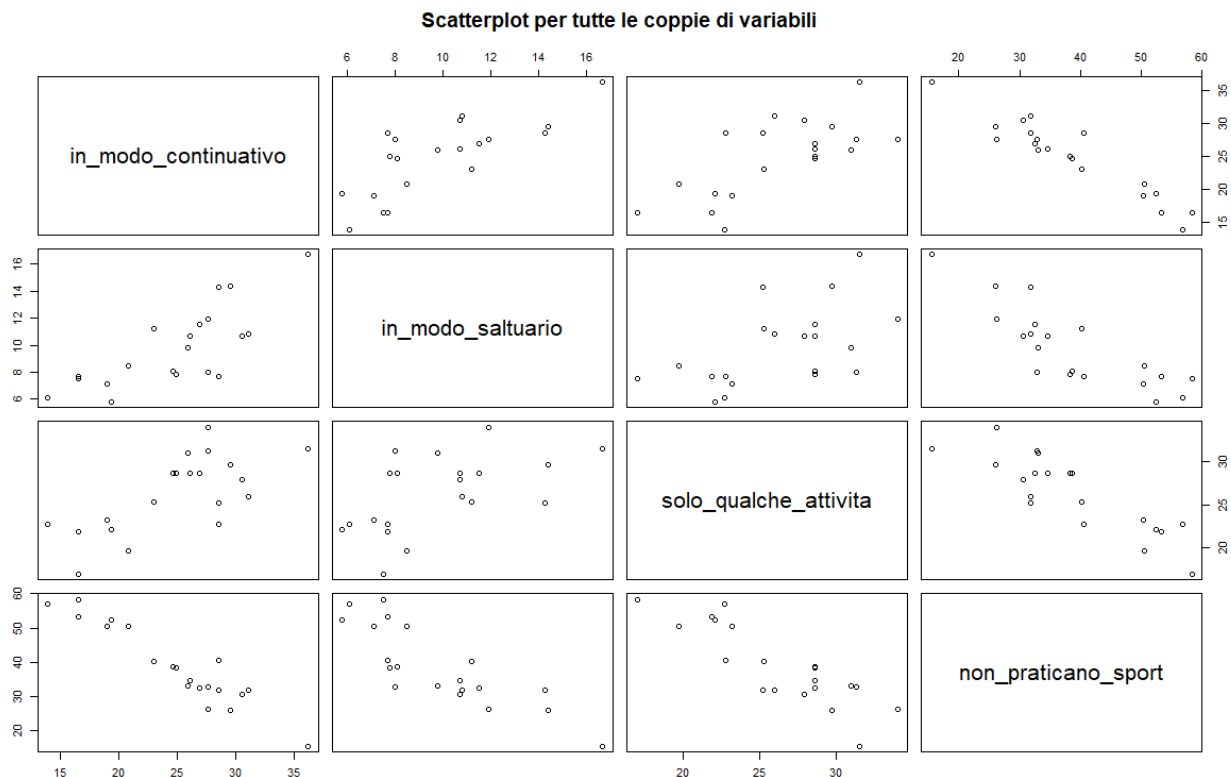 Scatterplot per tutte le coppie di variabili
6 8 10 12 14 16
20 30 40 50 60
in_modo_continuativo
15 20 25 30 35
6 8 10 12 14 16
in_modo_saltuario
solo_qualche_attivita
20 25 30
20 30 40 50 60
non_praticano_sport
15 20 25 30 35
20 25 30